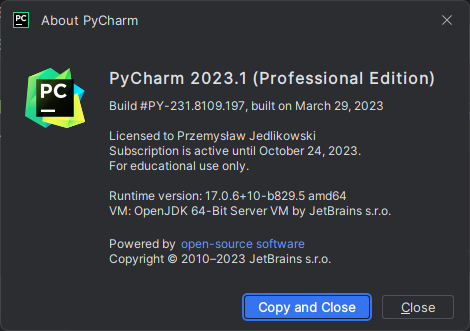 PC About PyCharm
PC
PyCharm 2023.1 (Professional Edition)
Build #PY-231.8109.197, built on March 29, 2023
Licensed to Przemysław Jedlikowski
Subscription is active until October 24, 2023.
For educational use only.
Runtime version: 17.0.6+10-b829.5 amd64
VM: OpenJDK 64-Bit Server VM by JetBrains s.r.o.
Powered by open-source software
Copyright © 2010–2023 JetBrains s.r.o.
Copy and Close Close